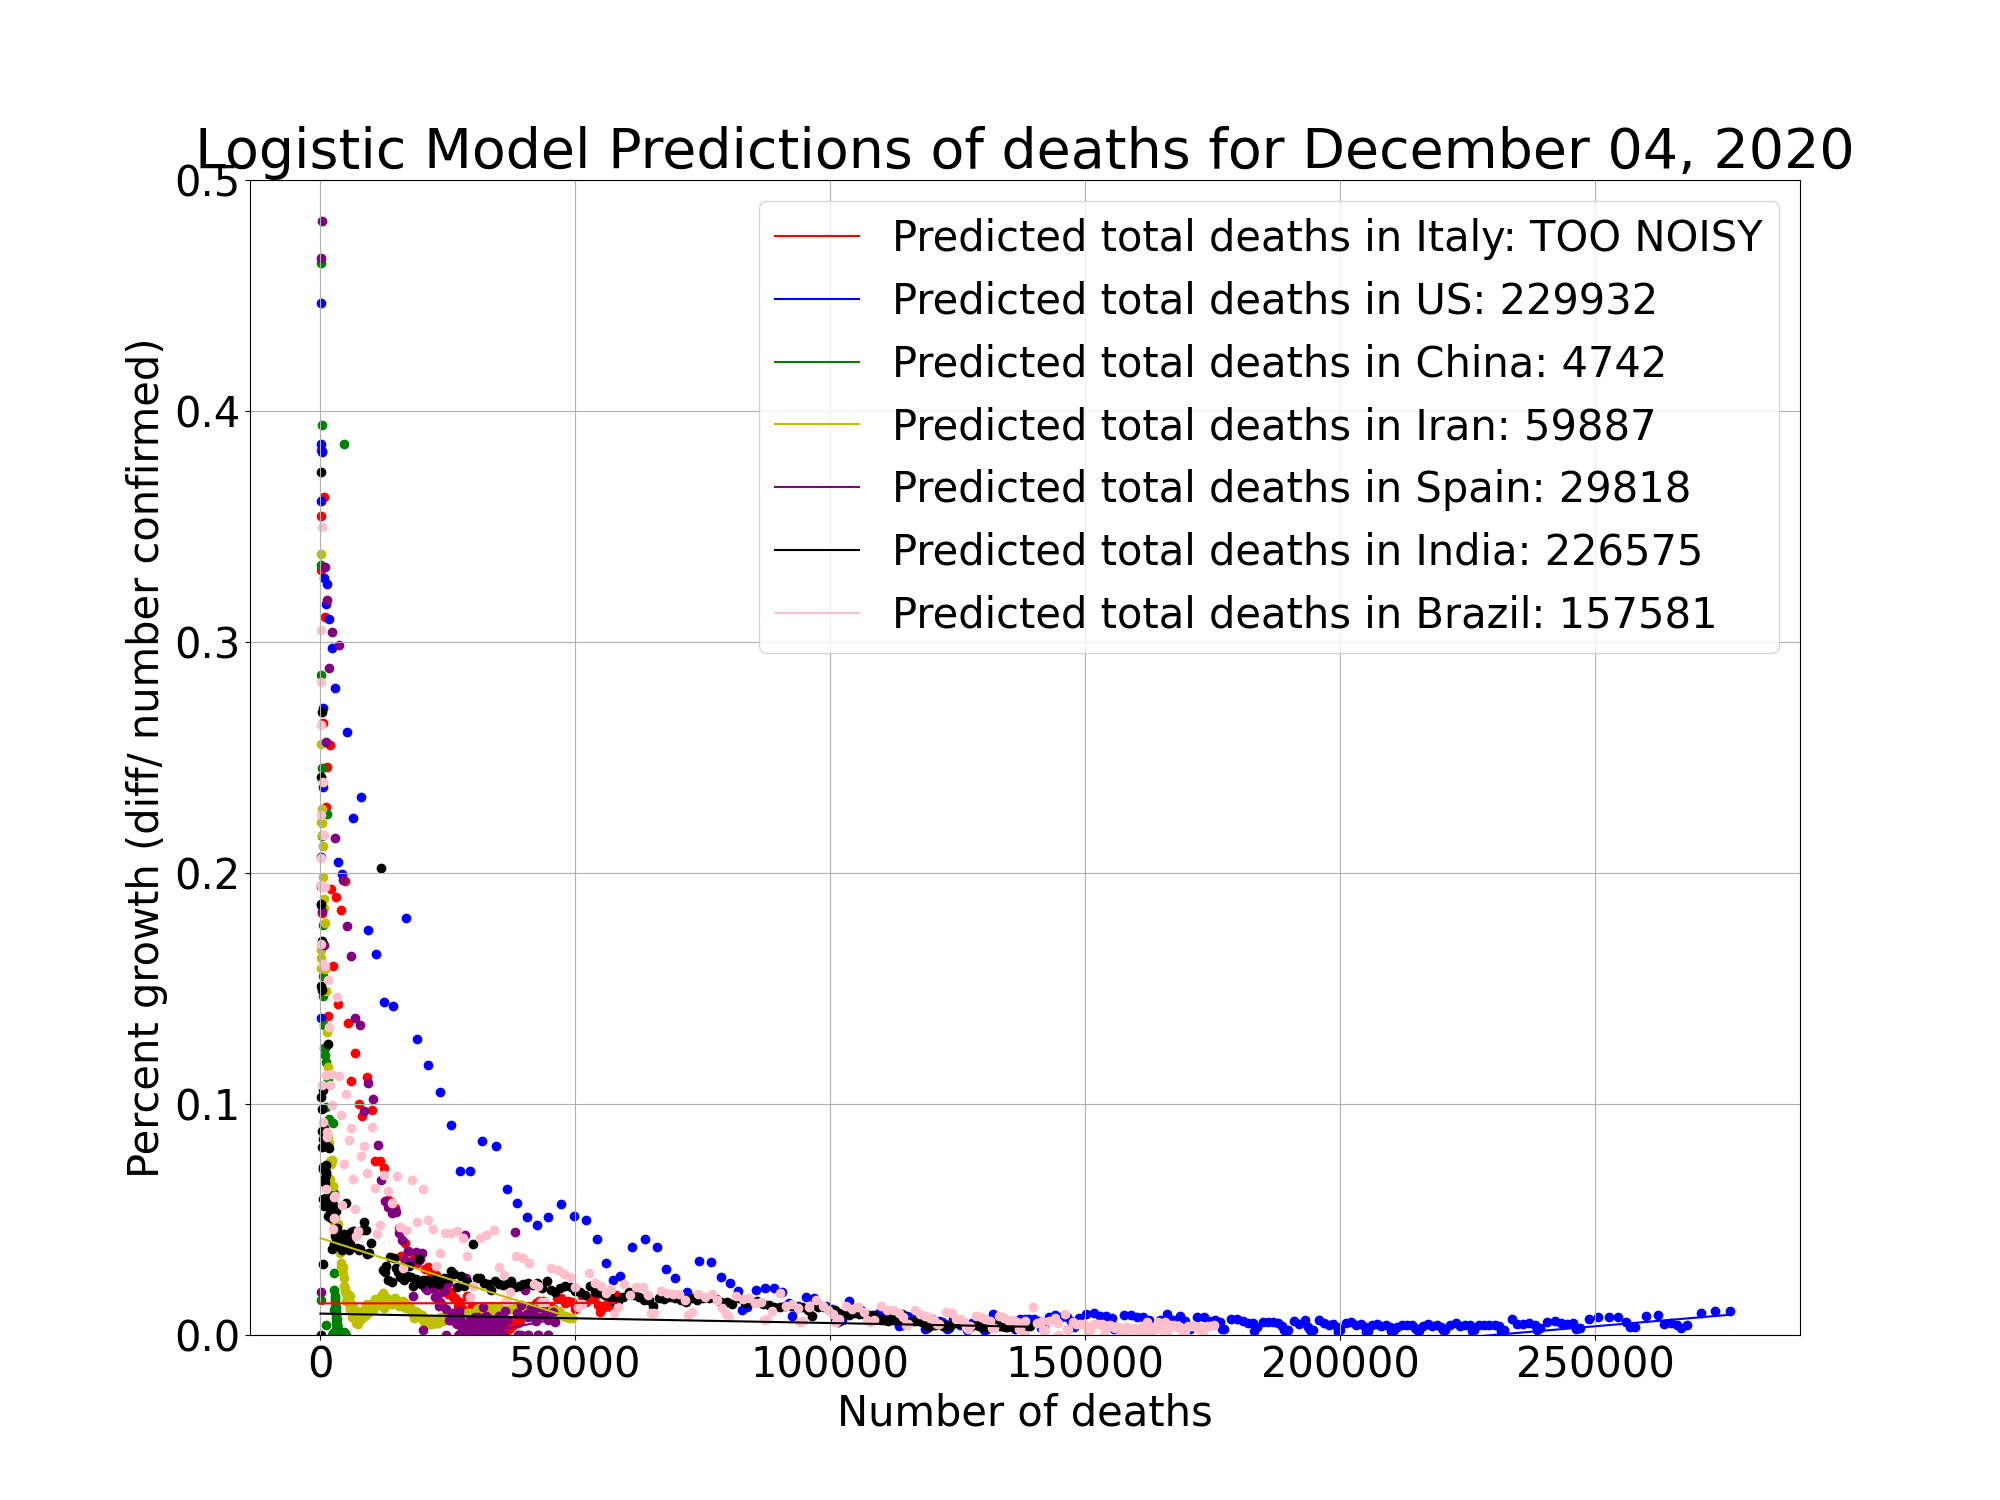 Logistic Model Predictions of deaths for December 04, 2020
Percent growth (diff/ number confirmed)
0.5
0.4
0.3
0.2
0.1
0.0
Predicted total deaths in Italy: TOO NOISY
Predicted total deaths in US: 229932
Predicted total deaths in China: 4742
Predicted total deaths in Iran: 59887
Predicted total deaths in Spain: 29818
Predicted total deaths in India: 226575
Predicted total deaths in Brazil: 157581
0 50000 100000 150000 200000 250000
Number of deaths